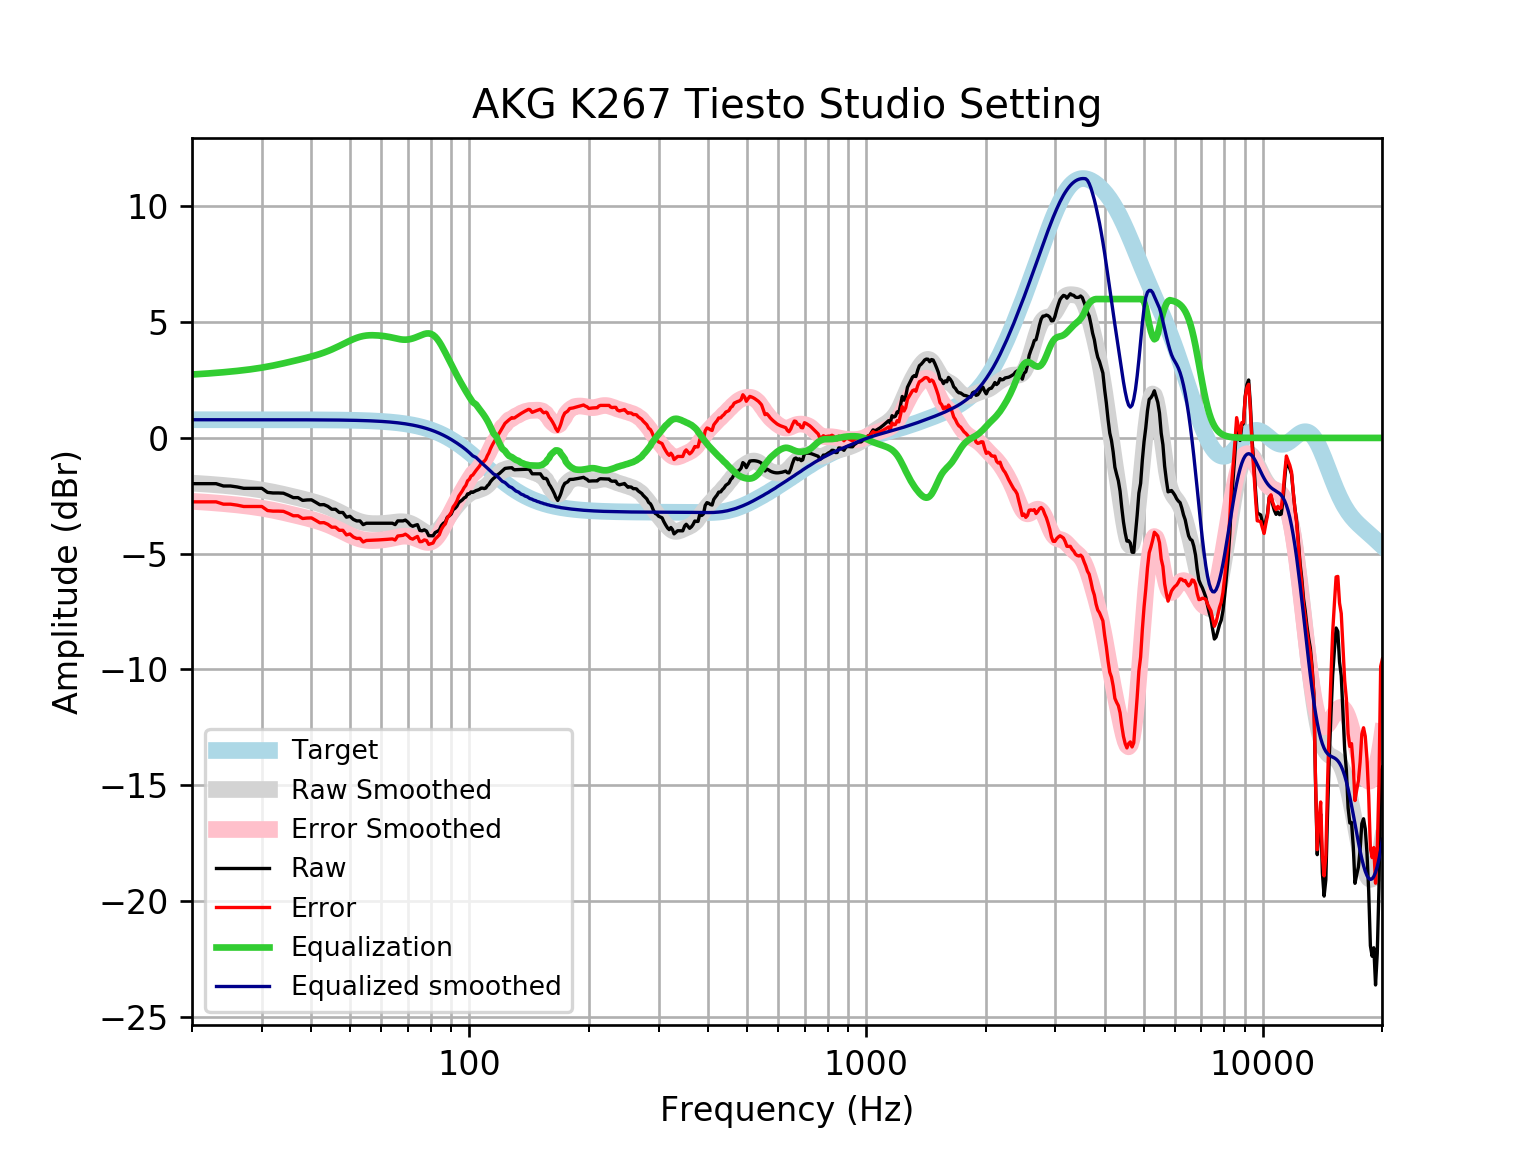 AKG K267 Tiesto Studio Setting
10
5
0
−5
−10
−15
−20
−25
Amplitude (dBr)
Target
Raw Smoothed
Error Smoothed
Raw
Error
Equalization
Equalized smoothed
100
1000
10000
Frequency (Hz)